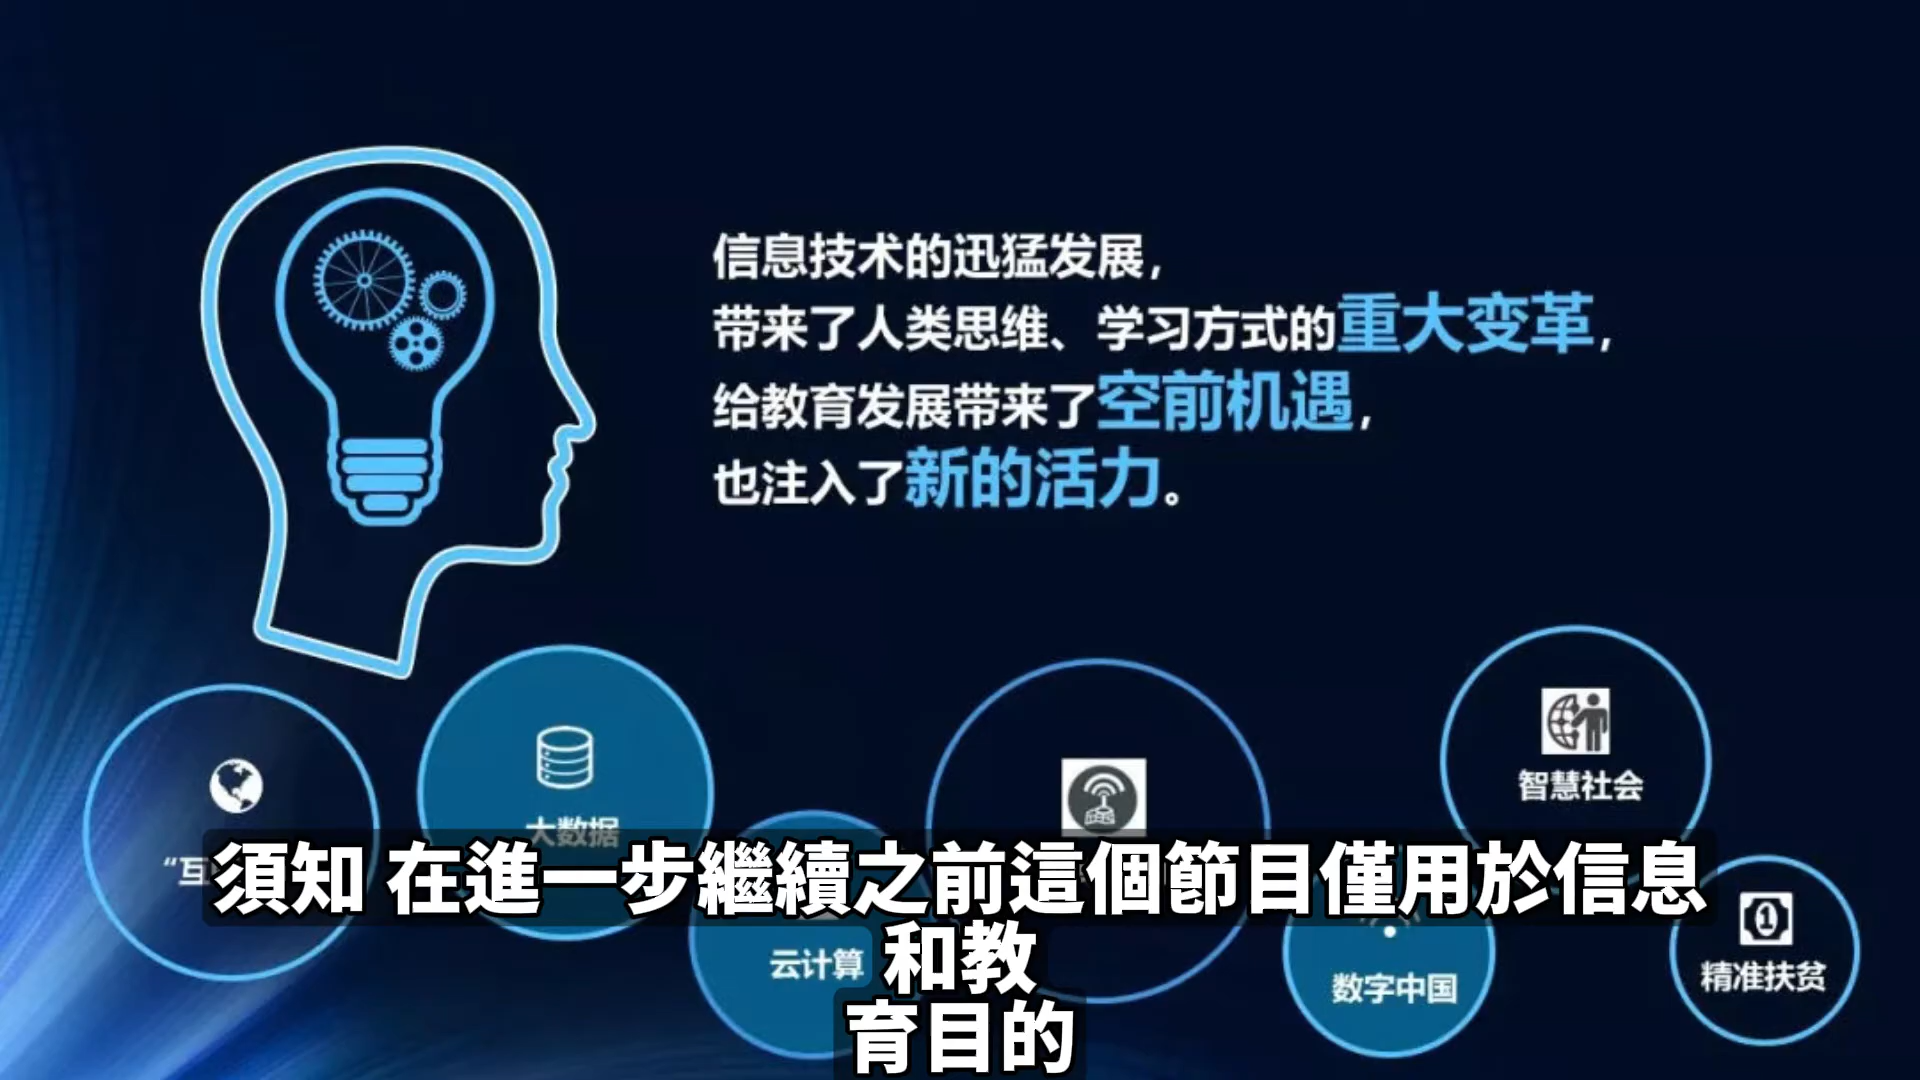 信息技术的迅猛发展，
带来了人类思维、学习方式的重大变革，
给教育发展带来了空前机遇，
也注入了新的活力。
智慧社会
大数据
“互
云计算
数字中国
精准扶贫
須知 在進一步繼續之前這個節目僅用於信息
和教
育目的